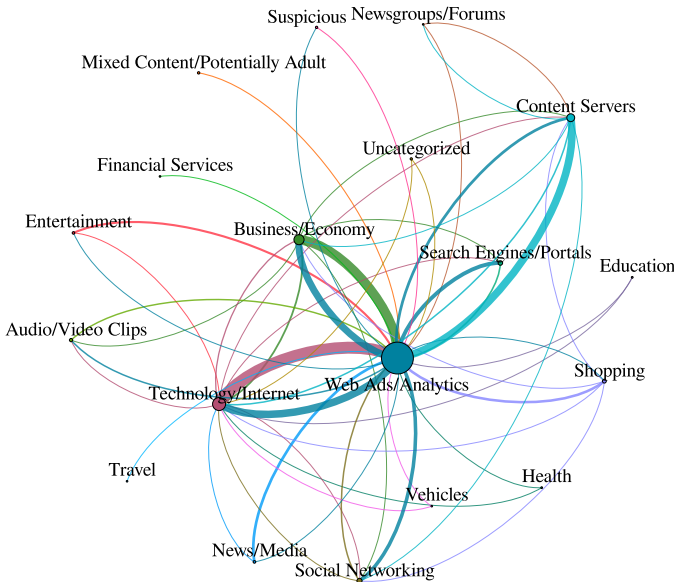 Suspicious
Newsgroups/Forums
Mixed Content/Potentially Adult
Content Servers
Uncategorized
Financial Services
Entertainment
Business/Economy
Search Engines/Portals
Education
Audio/Video Clips
Shopping
Web Ads/Analytics
Technology/Internet
Travel
Health
Vehicles
News/Media
Social Networking